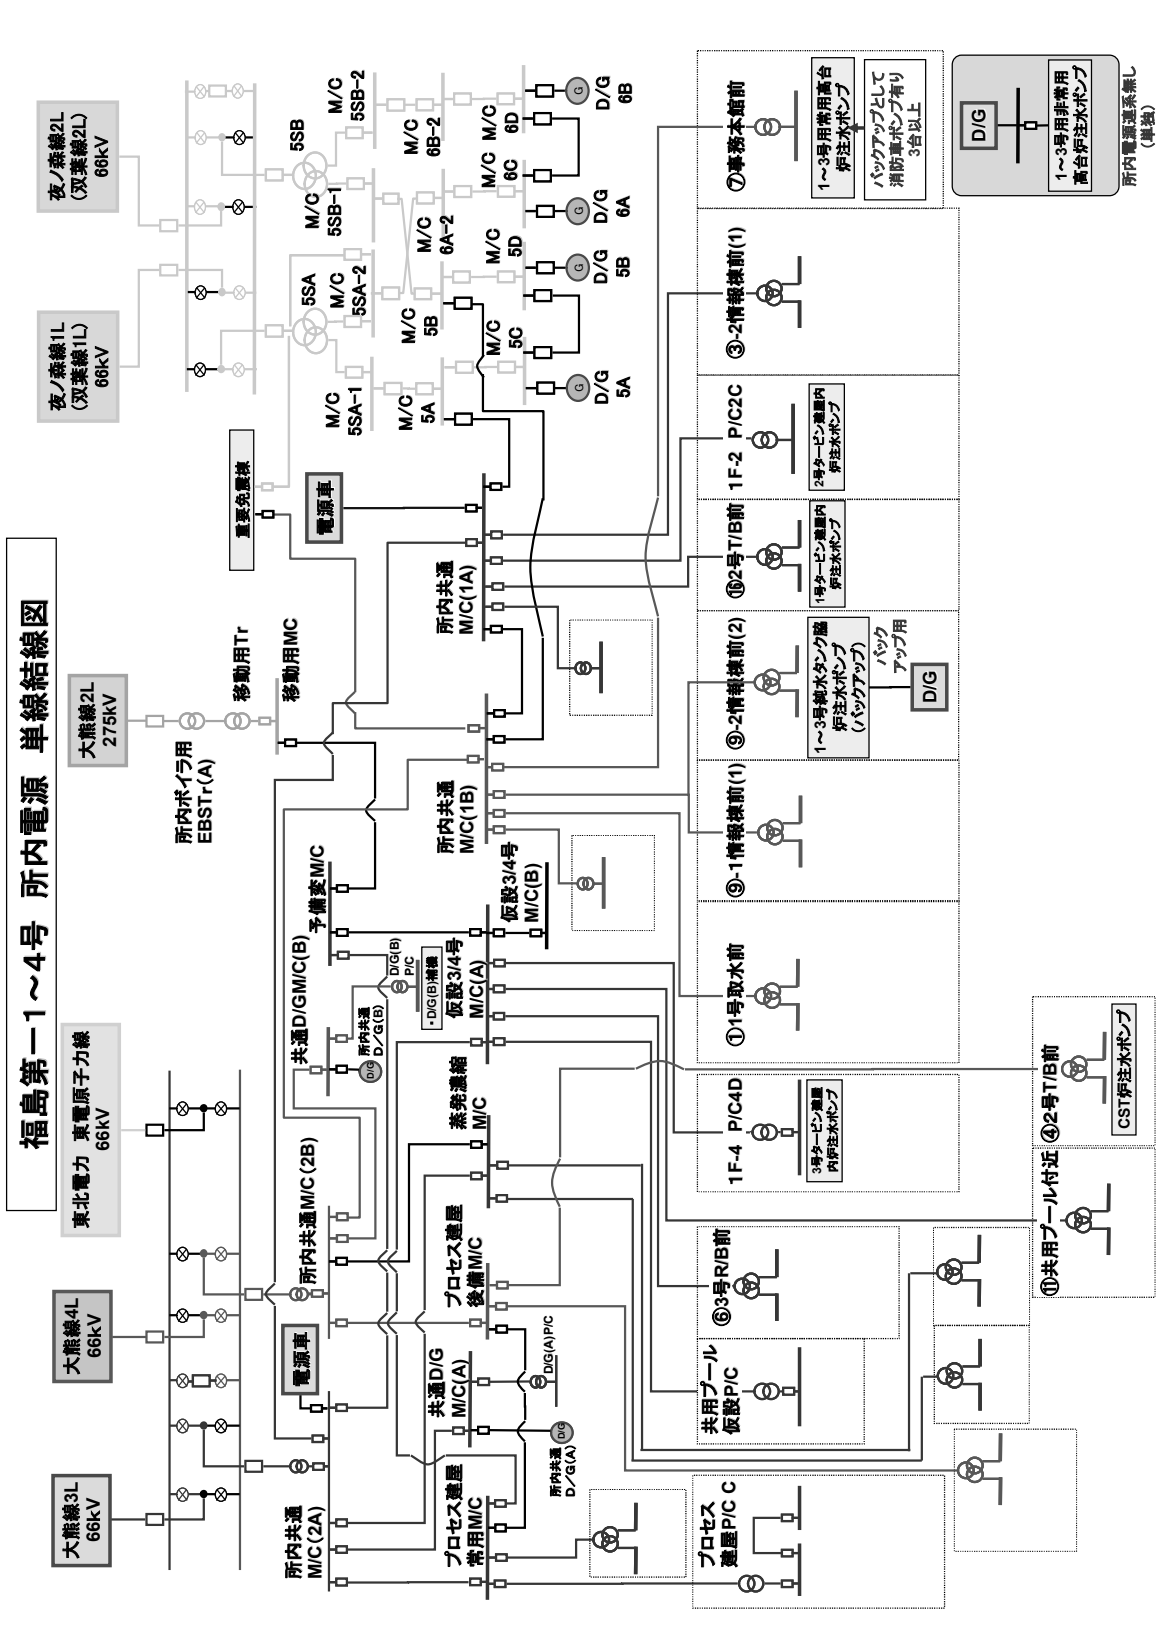 福島第一１～４号 所内電源 単線結線図
大熊線3L
66kV
大熊線4L
66kV
東北電力 東電原子力線
66kV
大熊線2L
275kV
夜ノ森線1L
(双葉線1L)
66kV
夜ノ森線2L
(双葉線2L)
66kV
所内ボイラ用
EBSTr(A)
移動用Tr
移動用MC
重要免震棟
電源車
電源車
5SA
5SB
M/C
5SA-1
M/C
5SA-2
M/C
5SB-1
M/C
5SB-2
M/C
5A
M/C
5B
M/C
6A-2
M/C
6B-2
M/C
5C
M/C
5D
M/C
6C
M/C
6D
G
D/G
5A
G
D/G
5B
G
D/G
6A
G
D/G
6B
所内共通
M/C(2A)
所内共通M/C(2B)
共通D/GM/C(B)
予備変M/C
D/G(B)
P/C
・D/G(B)補機
所内共通
D/G(B)
D/G
プロセス建屋
常用M/C
共通D/G
M/C(A)
D/G(A)P/C
所内共通
D/G(A)
D/G
プロセス建屋
後備M/C
蒸発濃縮
M/C
仮設3/4号
M/C(A)
仮設3/4号
M/C(B)
所内共通
M/C(1B)
所内共通
M/C(1A)
プロセス
建屋P/C C
共用プール
仮設P/C
⑥3号R/B前
1F-4 P/C4D
3号タービン建屋
内炉注水ポンプ
①1号取水前
⑨-1情報棟前(1)
⑨-2情報棟前(2)
1～3号純水タンク脇
炉注水ポンプ
(バックアップ)
バック
アップ用
D/G
⑯2号T/B前
1号タービン建屋内
炉注水ポンプ
1F-2 P/C2C
2号タービン建屋内
炉注水ポンプ
③-2情報棟前(1)
⑦事務本館前
1～3号用常用高台
炉注水ポンプ
バックアップとして
消防車ポンプ有り
3台以上
D/G
1～3号用非常用
高台炉注水ポンプ
所内電源連系無し
(単独)
⑪共用プール付近
④2号T/B前
CST炉注水ポンプ